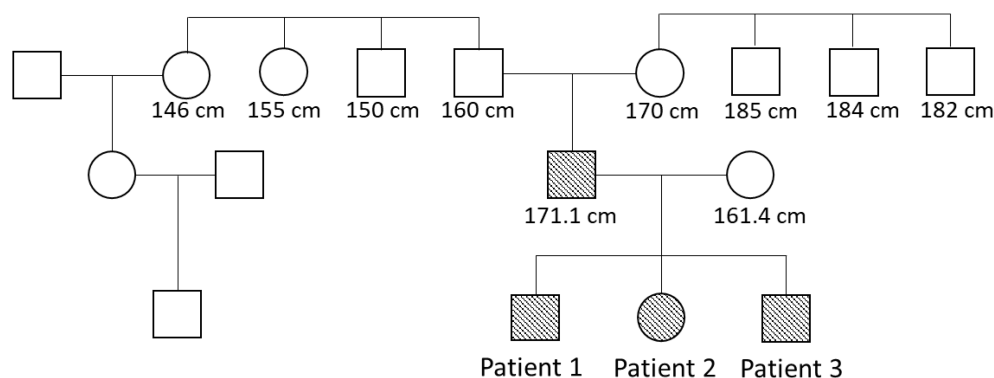 146 cm 155 cm 150 cm 160 cm 170 cm 185 cm 184 cm 182 cm
171.1 cm 161.4 cm
Patient 1 Patient 2 Patient 3